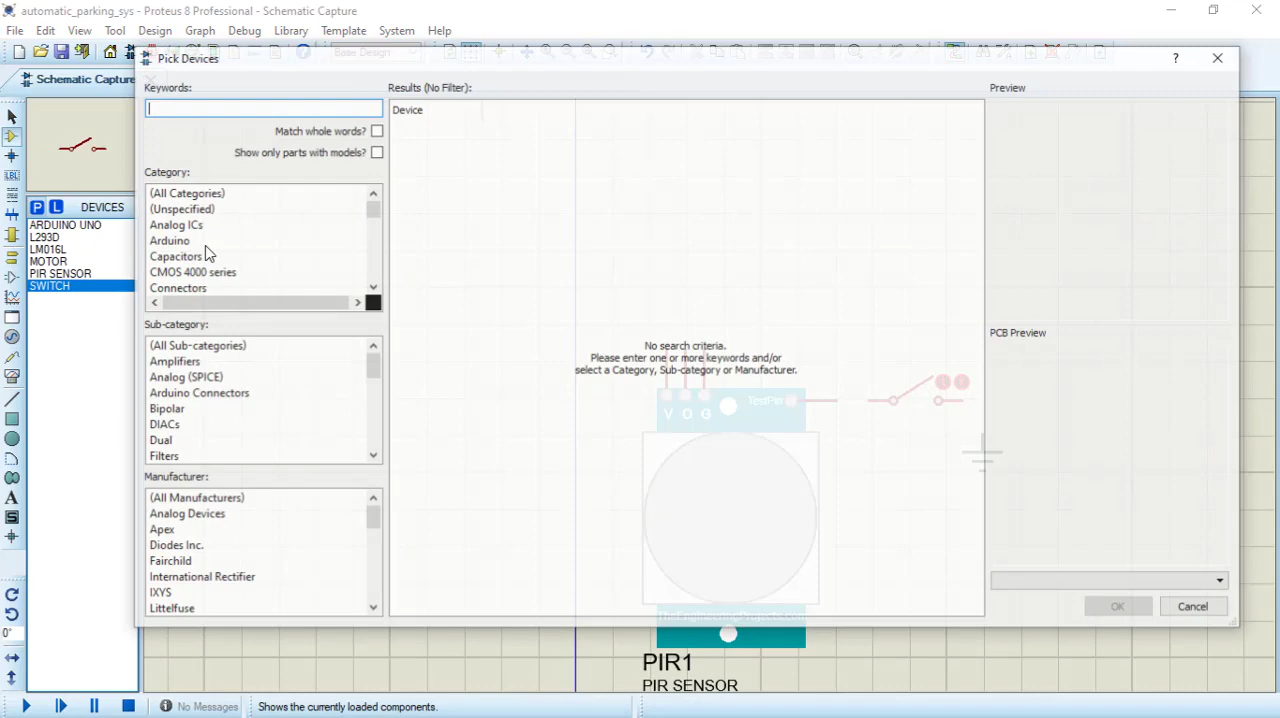 automatic_parking_sys - Proteus 8 Professional - Schematic Capture
File Edit View Tool Design Graph Debug Library Template System Help
Base Design
Schematic Capture
Pick Devices
?
Keywords:
Results (No Filter):
Preview
Device
Match whole words?
Show only parts with models?
Category:
(All Categories)
(Unspecified)
Analog ICs
Arduino
Capacitors
CMOS 4000 series
Connectors
Sub-category:
(All Sub-categories)
Amplifiers
Analog (SPICE)
Arduino Connectors
Bipolar
DIACs
Dual
Filters
Manufacturer:
(All Manufacturers)
Analog Devices
Apex
Diodes Inc.
Fairchild
International Rectifier
IXYS
Littelfuse
No search criteria.
Please enter one or more keywords and/or
select a Category, Sub-category or Manufacturer.
PCB Preview
OK Cancel
P L DEVICES
ARDUINO UNO
L293D
LM016L
MOTOR
PIR SENSOR
SWITCH
LBL
A
S
0°
TestPin
V O G
TheEngineeringProjects.com
PIR1
PIR SENSOR
No Messages
Shows the currently loaded components.